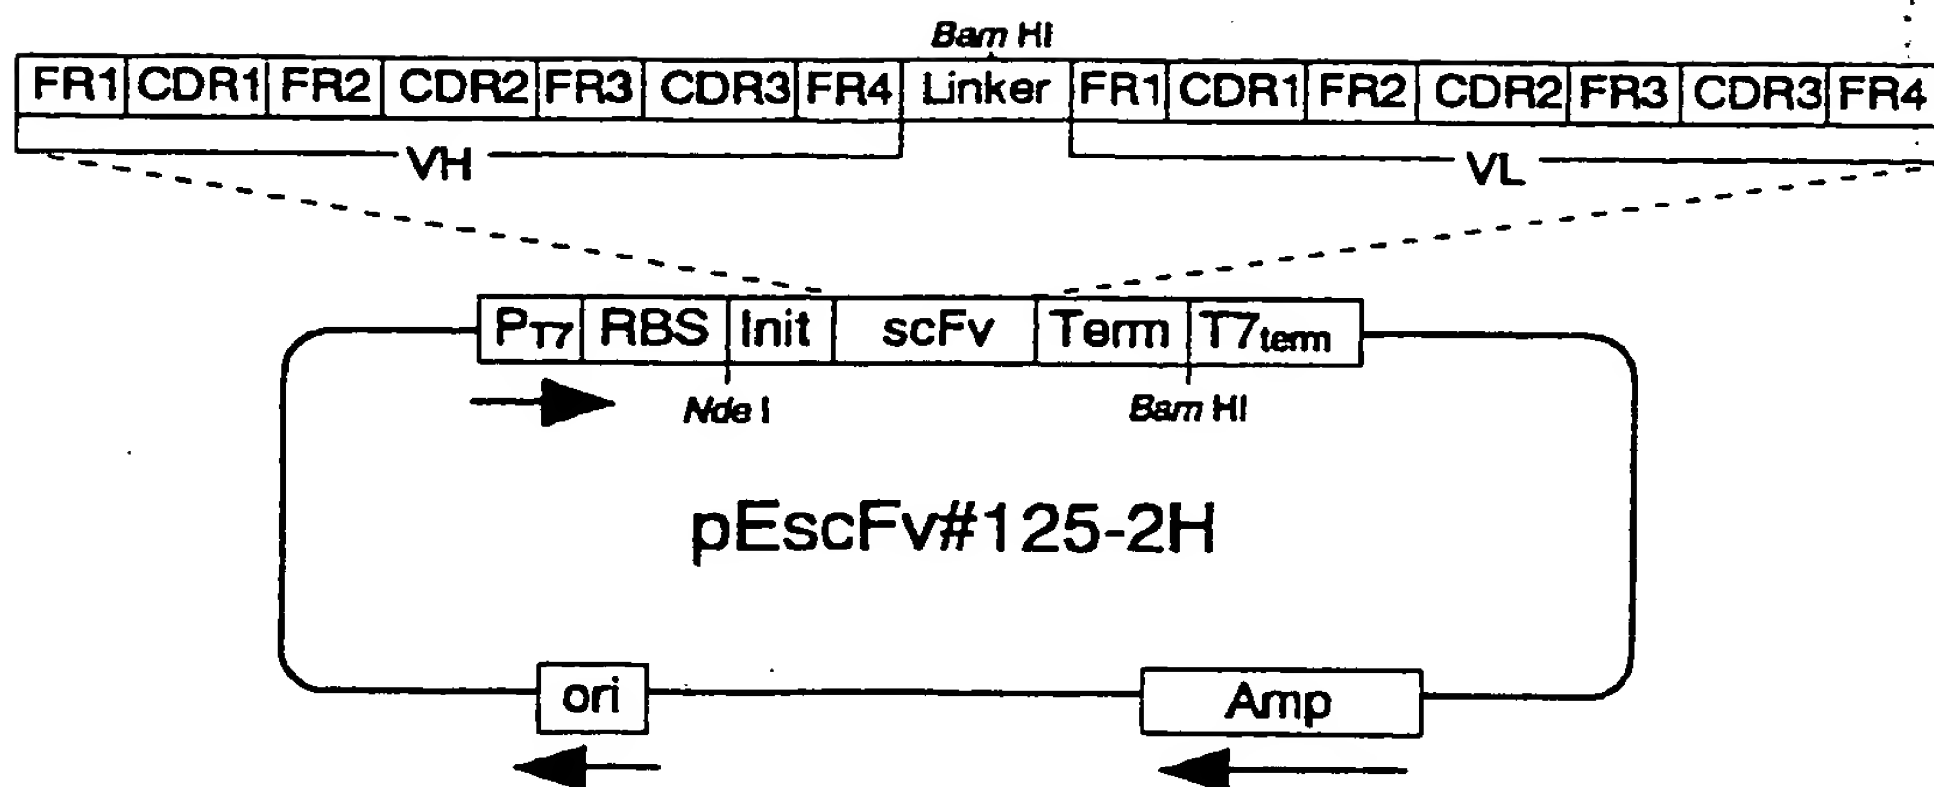 Bam HI
FR1 CDR1 FR2 CDR2 FR3 CDR3 FR4 Linker FR1 CDR1 FR2 CDR2 FR3 CDR3 FR4
VH VL
PT7 RBS Init scFv Term T7term
Nde I Bam HI
pEscFv#125-2H
ori Amp